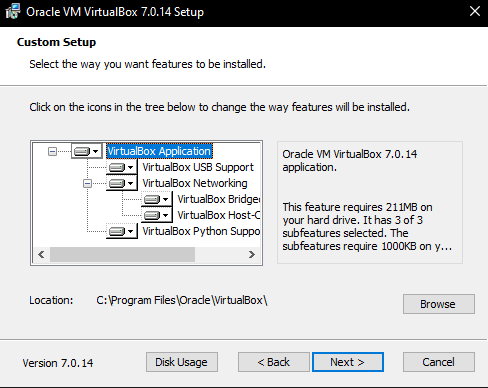 Oracle VM VirtualBox 7.0.14 Setup
Custom Setup
Select the way you want features to be installed.
Click on the icons in the tree below to change the way features will be installed.
VirtualBox Application
VirtualBox USB Support
VirtualBox Networking
VirtualBox Bridge
VirtualBox Host-
VirtualBox Python Suppo
Oracle VM VirtualBox 7.0.14
application.
This feature requires 211MB on
your hard drive. It has 3 of 3
subfeatures selected. The
subfeatures require 1000KB on y...
Location:
C:\Program Files\Oracle\VirtualBox\
Browse
Version 7.0.14
Disk Usage
< Back
Next >
Cancel